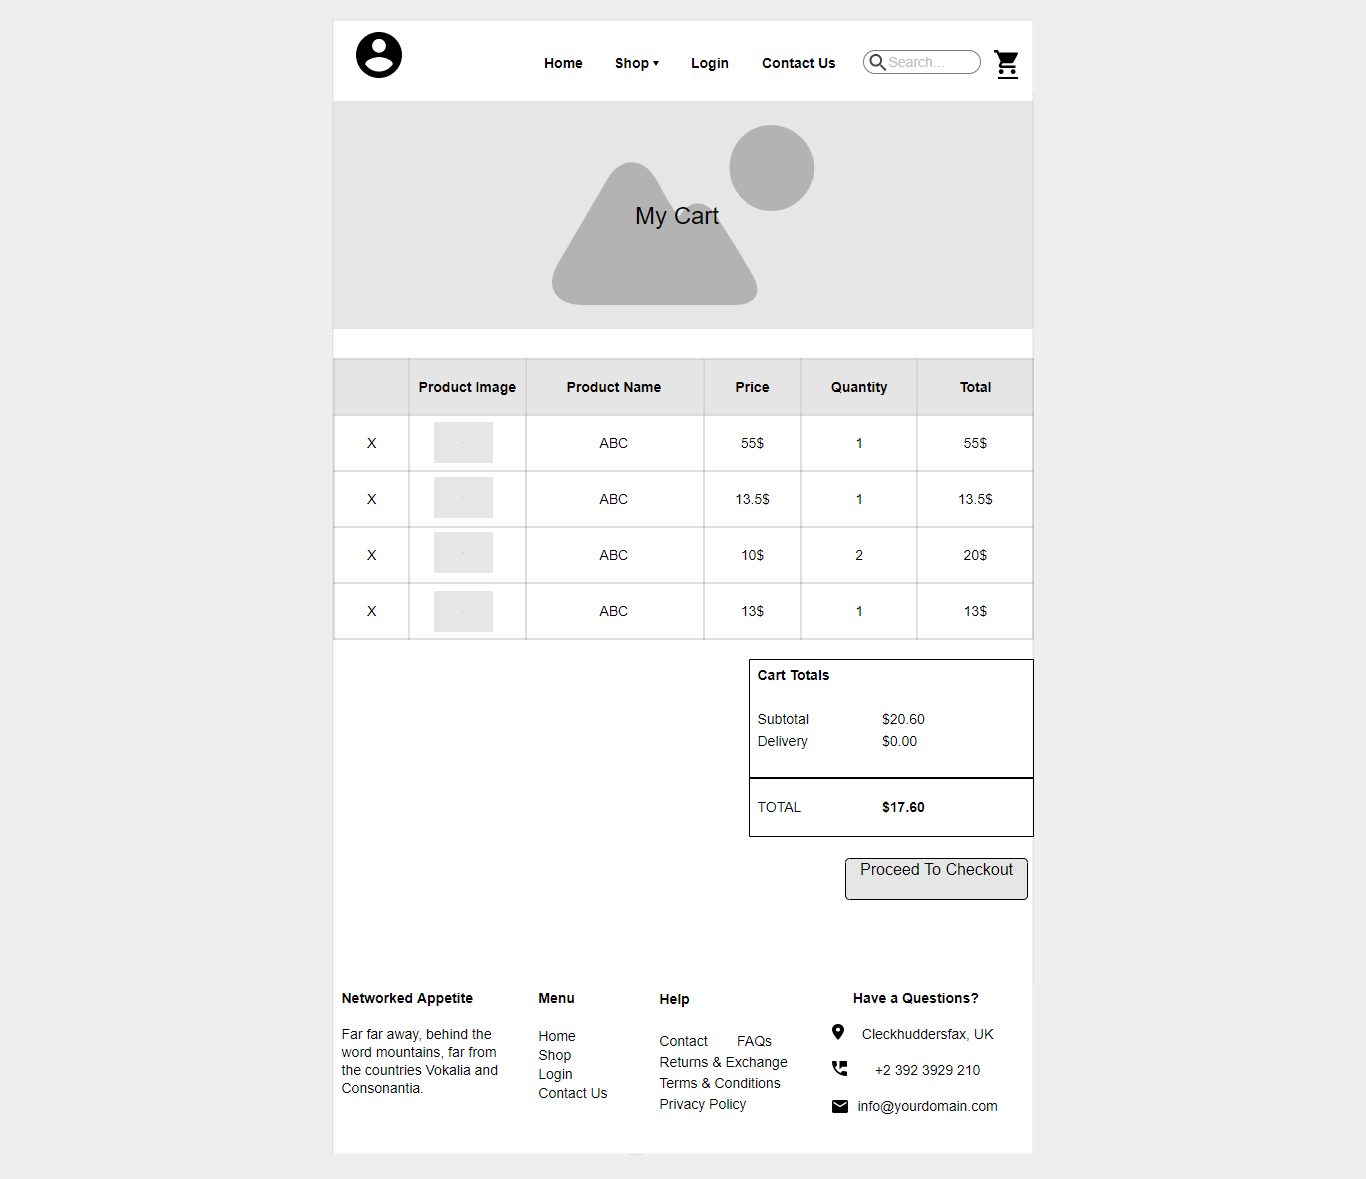 Home Shop ▾ Login Contact Us Search...
My Cart
Product Image Product Name Price Quantity Total
X ABC 55$ 1 55$
X ABC 13.5$ 1 13.5$
X ABC 10$ 2 20$
X ABC 13$ 1 13$
Cart Totals
Subtotal $20.60
Delivery $0.00
TOTAL $17.60
Proceed To Checkout
Networked Appetite
Far far away, behind the
word mountains, far from
the countries Vokalia and
Consonantia.
Menu
Home
Shop
Login
Contact Us
Help
Contact FAQs
Returns & Exchange
Terms & Conditions
Privacy Policy
Have a Questions?
Cleckhuddersfax, UK
+2 392 3929 210
info@yourdomain.com